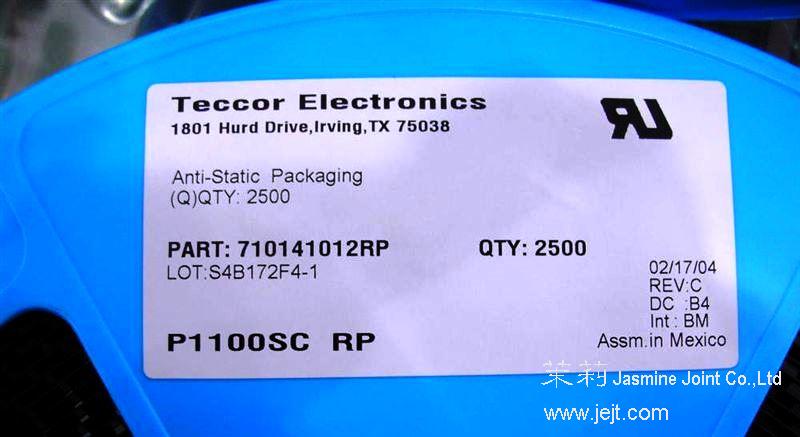 Teccor Electronics
1801 Hurd Drive,Irving,TX 75038
Anti-Static Packaging
(Q)QTY: 2500
PART: 710141012RP QTY: 2500
LOT:S4B172F4-1
02/17/04
REV:C
DC :B4
Int : BM
P1100SC RP
Assm.in Mexico
茉莉 Jasmine Joint Co.,Ltd
www.jejt.com